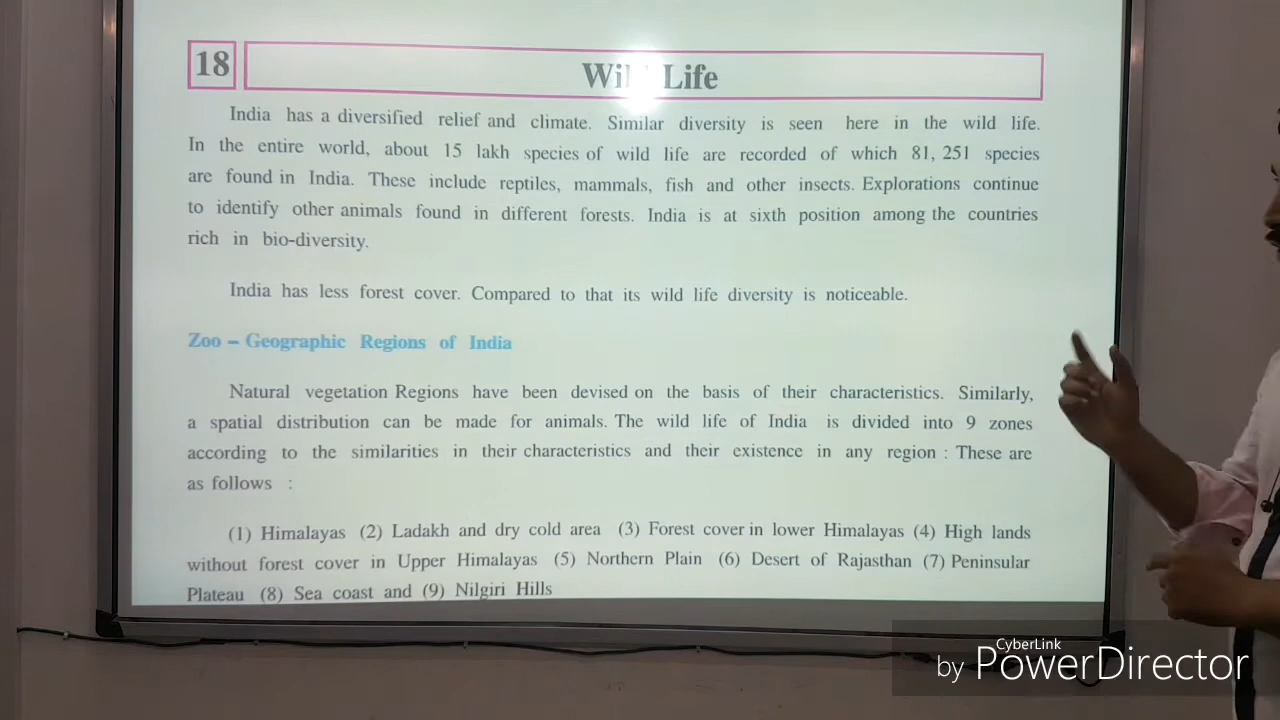 18
Wil Life
India has a diversified relief and climate. Similar diversity is seen here in the wild life.
In the entire world, about 15 lakh species of wild life are recorded of which 81, 251 species
are found in India. These include reptiles, mammals, fish and other insects. Explorations continue
to identify other animals found in different forests. India is at sixth position among the countries
rich in bio-diversity.
India has less forest cover. Compared to that its wild life diversity is noticeable.
Zoo – Geographic Regions of India
Natural vegetation Regions have been devised on the basis of their characteristics. Similarly,
a spatial distribution can be made for animals. The wild life of India is divided into 9 zones
according to the similarities in their characteristics and their existence in any region : These are
as follows :
(1) Himalayas (2) Ladakh and dry cold area (3) Forest cover in lower Himalayas (4) High lands
without forest cover in Upper Himalayas (5) Northern Plain (6) Desert of Rajasthan (7) Peninsular
Plateau (8) Sea coast and (9) Nilgiri Hills
CyberLink
by PowerDirector